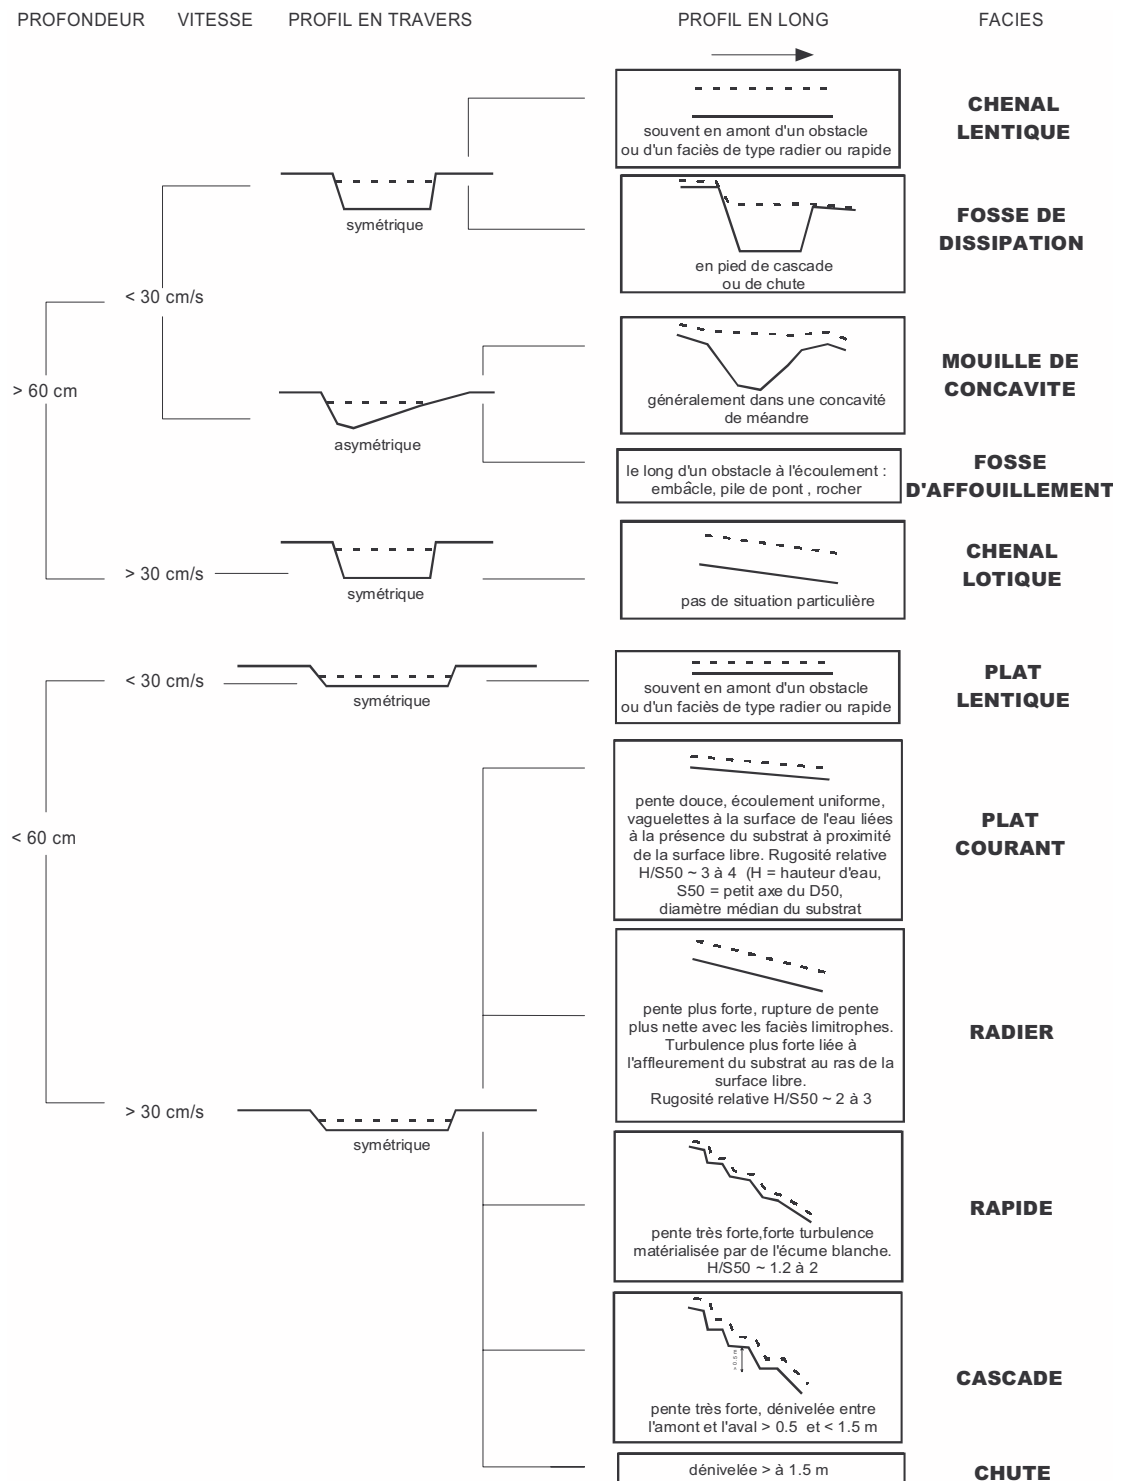 PROFONDEUR VITESSE PROFIL EN TRAVERS PROFIL EN LONG FACIES
CHENAL
LENTIQUE
souvent en amont d'un obstacle
ou d'un faciès de type radier ou rapide
symétrique
FOSSE DE
DISSIPATION
en pied de cascade
ou de chute
< 30 cm/s
> 60 cm
MOUILLE DE
CONCAVITE
généralement dans une concavité
de méandre
asymétrique
FOSSE
D'AFFOUILLEMENT
le long d'un obstacle à l'écoulement :
embâcle, pile de pont , rocher
> 30 cm/s
symétrique
CHENAL
LOTIQUE
pas de situation particulière
< 30 cm/s
symétrique
souvent en amont d'un obstacle
ou d'un faciès de type radier ou rapide
PLAT
LENTIQUE
< 60 cm
pente douce, écoulement uniforme,
vaguelettes à la surface de l'eau liées
à la présence du substrat à proximité
de la surface libre. Rugosité relative
H/S50 ~ 3 à 4 (H = hauteur d'eau,
S50 = petit axe du D50,
diamètre médian du substrat
PLAT
COURANT
pente plus forte, rupture de pente
plus nette avec les faciès limitrophes.
Turbulence plus forte liée à
l'affleurement du substrat au ras de la
surface libre.
Rugosité relative H/S50 ~ 2 à 3
RADIER
> 30 cm/s
symétrique
pente très forte,forte turbulence
matérialisée par de l'écume blanche.
H/S50 ~ 1.2 à 2
RAPIDE
> 0.5 m
pente très forte, dénivelée entre
l'amont et l'aval > 0.5 et < 1.5 m
CASCADE
dénivelée > à 1.5 m
CHUTE